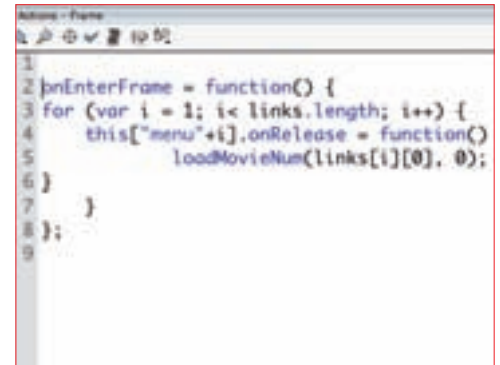 Actions - Frame
1
2 onEnterFrame = function() {
3 for (var i = 1; i< links.length; i++) {
4 this["menu"+i].onRelease = function()
5 loadMovieNum(links[i][0], 0);
6 }
7 }
8 };
9